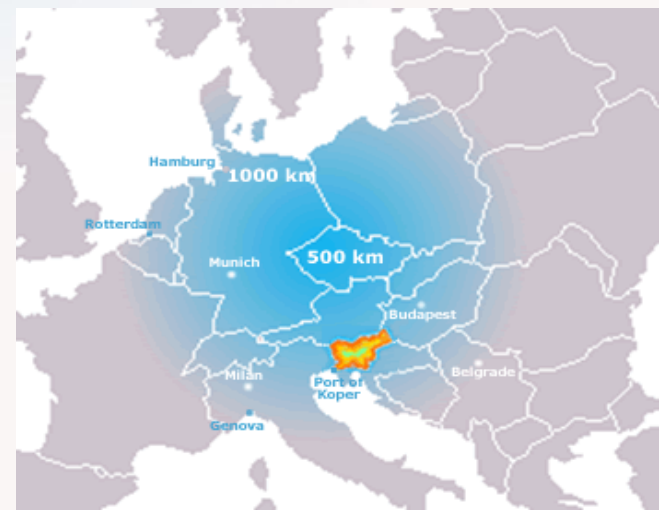 Hamburg
1000 km
Rotterdam
500 km
Munich
Budapest
Milan
Port of
Koper
Belgrade
Genova